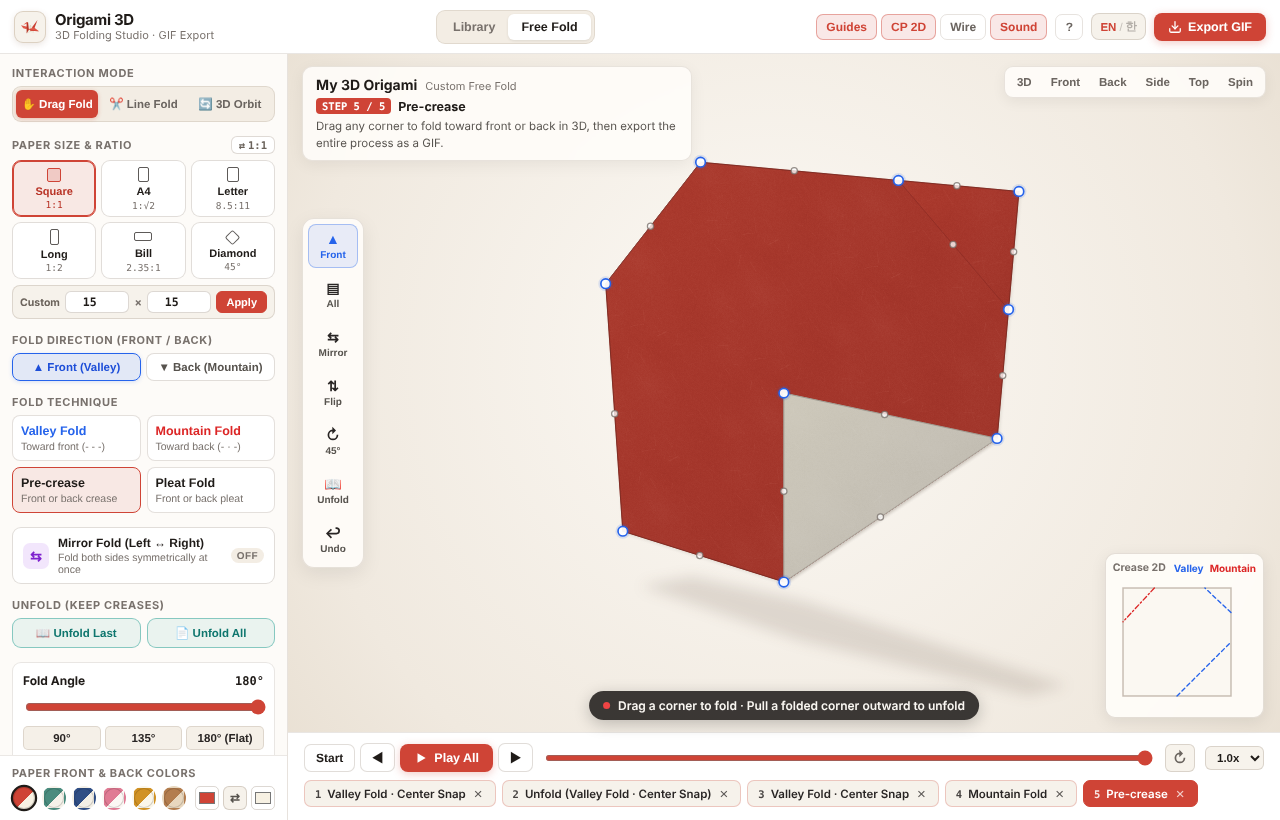 Origami 3D
3D Folding Studio · GIF Export
Library
Free Fold
Guides
CP 2D
Wire
Sound
?
EN / 한
Export GIF
INTERACTION MODE
Drag Fold
Line Fold
3D Orbit
PAPER SIZE & RATIO
⇄ 1:1
Square
1:1
A4
1:√2
Letter
8.5:11
Long
1:2
Bill
2.35:1
Diamond
45°
Custom
15
×
15
Apply
FOLD DIRECTION (FRONT / BACK)
▲ Front (Valley)
▼ Back (Mountain)
FOLD TECHNIQUE
Valley Fold
Toward front (- - -)
Mountain Fold
Toward back (- · -)
Pre-crease
Front or back crease
Pleat Fold
Front or back pleat
Mirror Fold (Left ↔ Right)
Fold both sides symmetrically at
once
OFF
UNFOLD (KEEP CREASES)
Unfold Last
Unfold All
Fold Angle
180°
90°
135°
180° (Flat)
PAPER FRONT & BACK COLORS
My 3D Origami
Custom Free Fold
STEP 5 / 5
Pre-crease
Drag any corner to fold toward front or back in 3D, then export the
entire process as a GIF.
3D
Front
Back
Side
Top
Spin
Front
All
Mirror
Flip
45°
Unfold
Undo
Crease 2D
Valley
Mountain
Drag a corner to fold · Pull a folded corner outward to unfold
Start
Play All
1.0x
1 Valley Fold · Center Snap ✕
2 Unfold (Valley Fold · Center Snap) ✕
3 Valley Fold · Center Snap ✕
4 Mountain Fold ✕
5 Pre-crease ✕